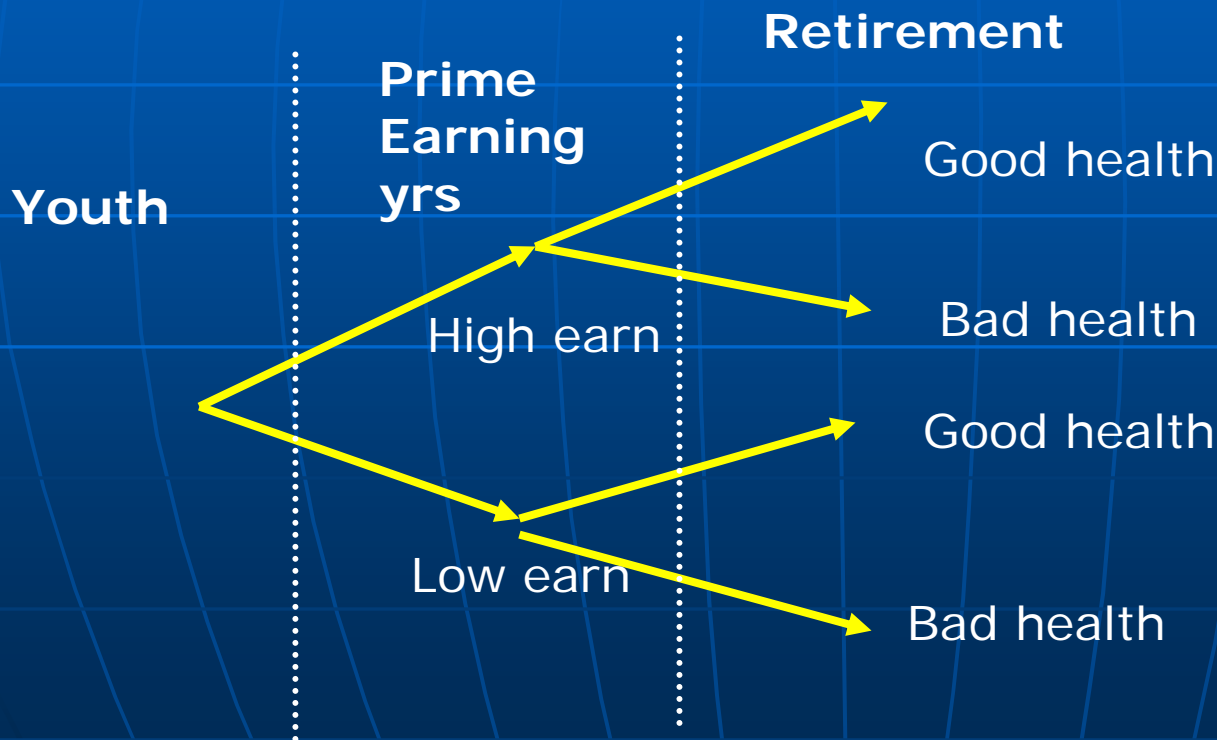 Youth
Prime
Earning
yrs
Retirement
High earn
Low earn
Good health
Bad health
Good health
Bad health